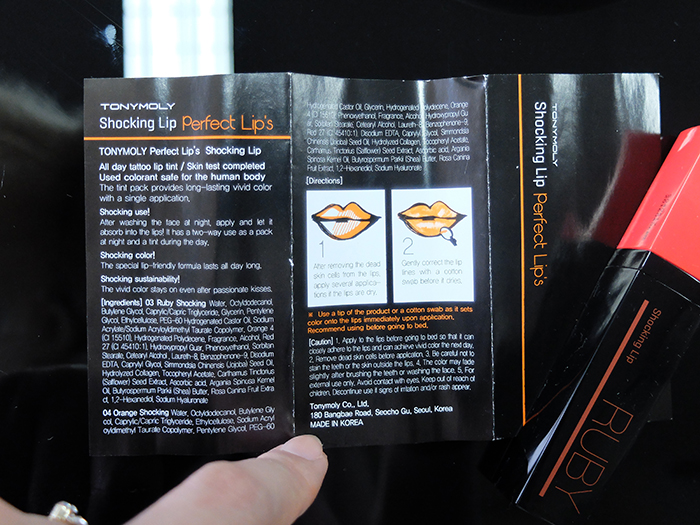 TONYMOLY
Shocking Lip Perfect Lip's
TONYMOLY Perfect Lip's Shocking Lip
All day tattoo lip tint / Skin test completed
Used colorant safe for the human body
The tint pack provides long-lasting vivid color
with a single application.
Shocking use!
After washing the face at night, apply and let it
absorb into the lips! It has a two-way use as a pack
at night and a tint during the day.
Shocking color!
The special lip-friendly formula lasts all day long.
Shocking sustainability!
The vivid color stays on even after passionate kisses.
[Ingredients] 03 Ruby Shocking Water, Octyldodecanol,
Butylene Glycol, Caprylic/Capric Triglyceride, Glycerin, Pentylene
Glycol, Ethylcellulose, PEG-60 Hydrogenated Castor Oil, Sodium
Acrylate/Sodium Acryloyldimethyl Taurate Copolymer, Orange 4
(CI 15510), Hydrogenated Polydecene, Fragrance, Alcohol, Red
27 (CI 45410:1), Hydroxypropyl Guar, Phenoxyethanol, Sorbitan
Stearate, Cetearyl Alcohol , Laureth-8, Benzophenone-9, Disodium
EDTA, Caprylyl Glycol, Simmondsia Chinensis (Jojoba) Seed Oil,
Hydrolyzed Collagen, Tocopheryl Acetate, Carthamus Tinctorius
(Safflower) Seed Extract, Ascorbic acid, Argania Spinosa Kernel
Oil, Butyrospermum Parkii (Shea) Butter, Rosa Canina Fruit Extra
ct, 1,2-Hexanediol, Sodium Hyaluronate
04 Orange Shocking Water, Octyldodecanol, Butylene Gly
col, Caprylic/Capric Triglyceride, Ethylcellulose, Sodium Acryl
oyldimethyl Taurate Copolymer, Pentylene Glycol, PEG-60
Hydrogenated Castor Oil, Glycerin, Hydrogenated Polydecene, Orange
4 (CI 15510), Phenoxyethanol, Fragrance, Alcohol, Hydroxypropyl Gu
ar, Sorbitan Stearate, Cetearyl Alcohol, Laureth-8, Benzophenone-9,
Red 27 (CI 45410:1), Disodium EDTA, Caprylyl Glycol, Simmondsia
Chinensis (Jojoba) Seed Oil, Hydrolyzed Collagen, Tocopheryl Acetate,
Carthamus Tinctorius (Safflower) Seed Extract, Ascorbic acid, Argania
Spinosa Kernel Oil, Butyrospermum Parkii (Shea) Butter, Rosa Canina
Fruit Extract, 1,2-Hexanediol, Sodium Hyaluronate
[Directions]
1
After removing the dead
skin cells from the lips,
apply several applica-
tions if the lips are dry.
2
Gently correct the lip
lines with a cotton
swab before it dries.
※ Use a tip of the product or a cotton swab as it sets
color onto the lips immediately upon application.
Recommend using before going to bed.
[Caution] 1. Apply to the lips before going to bed so that it can
closely adhere to the lips and can achieve vivid color the next day.
2. Remove dead skin cells before application. 3. Be careful not to
stain the teeth or the skin outside the lips. 4. The color may fade
slightly after brushing the teeth or washing the face. 5. For
external use only. Avoid contact with eyes. Keep out of reach of
children. Discontinue use if signs of irritation and/or rash appear.
Tonymoly Co., Ltd.
180 Bangbae Road, Seocho Gu, Seoul, Korea
MADE IN KOREA
TONYMOLY
Shocking Lip Perfect Lip's
Shocking Lip
RUBY